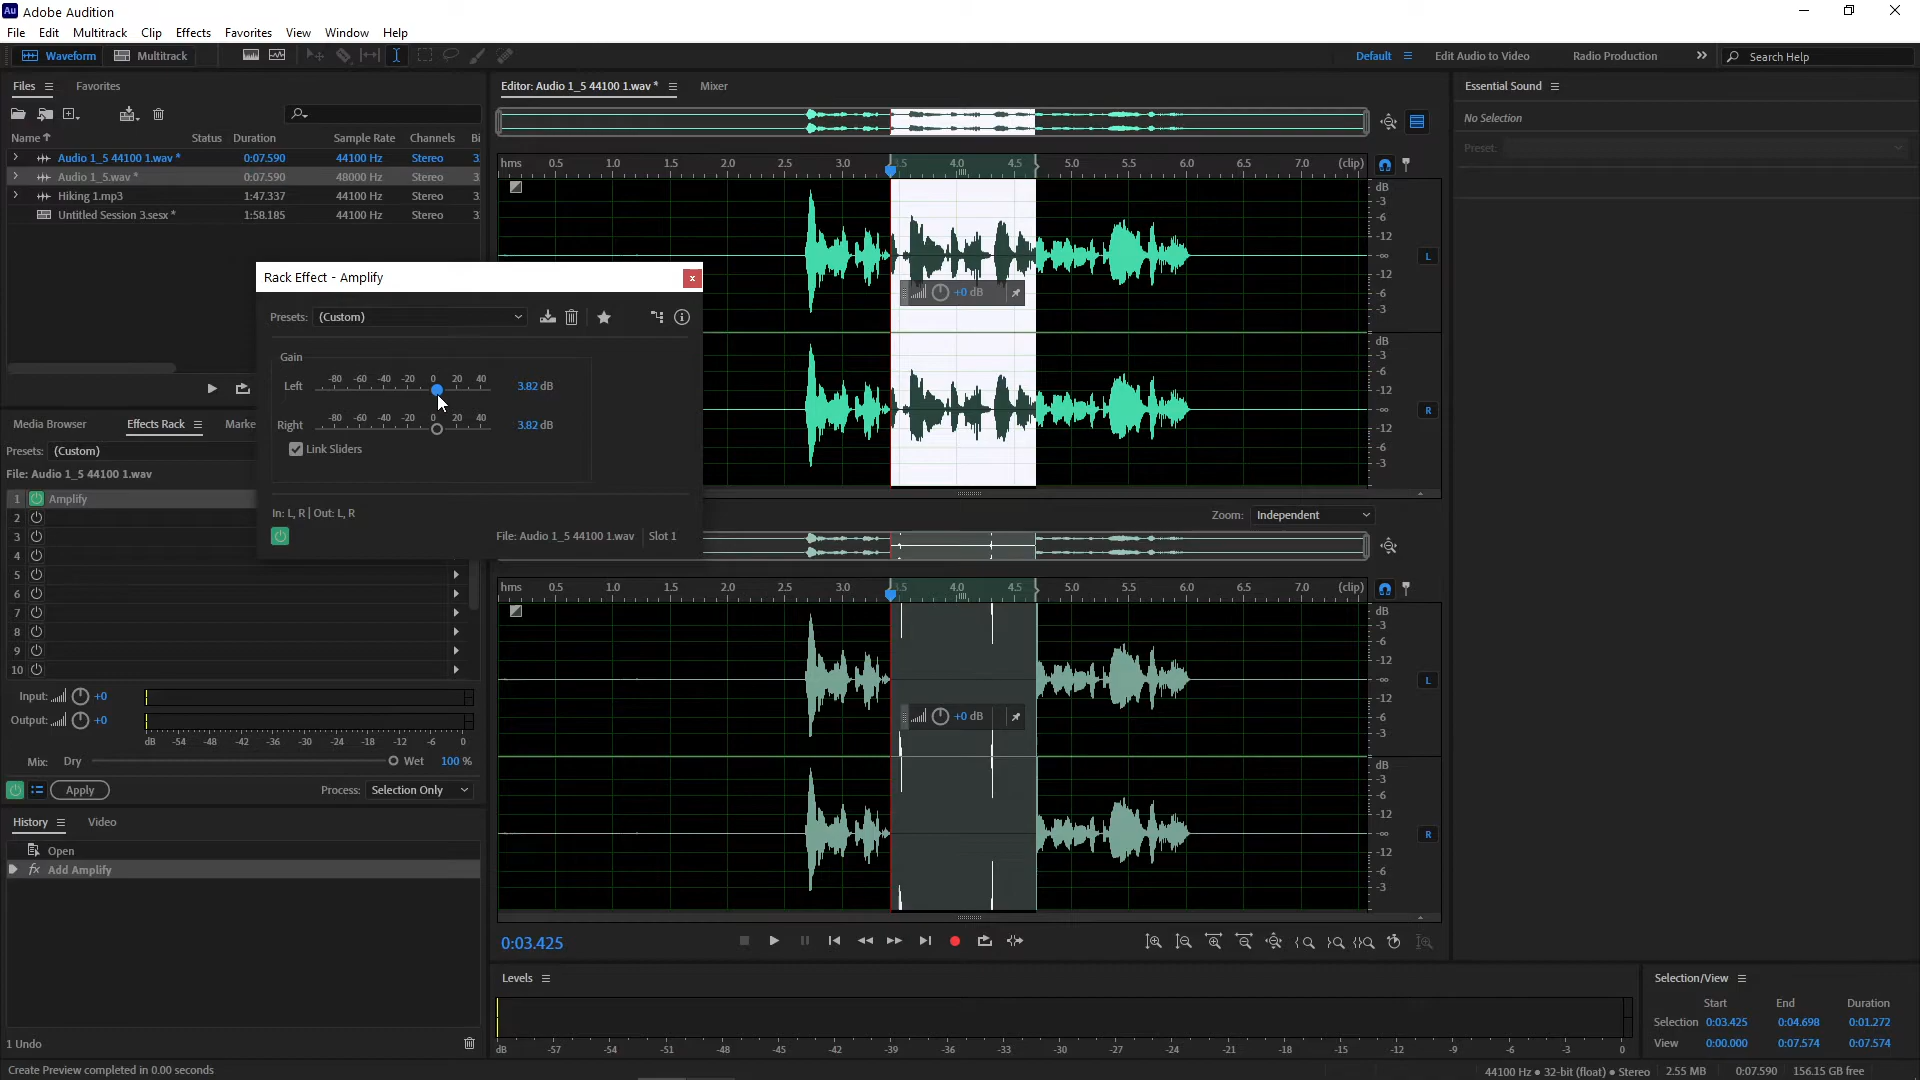 Au Adobe Audition
File Edit Multitrack Clip Effects Favorites View Window Help
Waveform Multitrack
Default Edit Audio to Video Radio Production Search Help
Files Favorites
Name Status Duration Sample Rate Channels Bi
Audio 1_5 44100 1.wav * 0:07.590 44100 Hz Stereo 3
Audio 1_5.wav * 0:07.590 48000 Hz Stereo 3
Hiking 1.mp3 1:47.337 44100 Hz Stereo 3
Untitled Session 3.sesx * 1:58.185 44100 Hz Stereo 3
Editor: Audio 1_5 44100 1.wav * Mixer
hms 0.5 1.0 1.5 2.0 2.5 3.0 3.5 4.0 4.5 5.0 5.5 6.0 6.5 7.0 (clip)
dB
-3
-6
-12
-∞
-12
-6
-3
L
+0 dB
dB
-3
-6
-12
-∞
-12
-6
-3
R
Essential Sound
No Selection
Preset:
Rack Effect - Amplify
Presets: (Custom)
Gain
-80 -60 -40 -20 0 20 40
Left 3.82 dB
-80 -60 -40 -20 0 20 40
Right 3.82 dB
Link Sliders
In: L, R | Out: L, R
File: Audio 1_5 44100 1.wav Slot 1
Media Browser Effects Rack Marke
Presets: (Custom)
File: Audio 1_5 44100 1.wav
1 Amplify
2
3
4
5
6
7
8
9
10
Input: +0
Output: +0
dB -54 -48 -42 -36 -30 -24 -18 -12 -6 0
Mix: Dry Wet 100 %
Apply Process: Selection Only
Zoom: Independent
hms 0.5 1.0 1.5 2.0 2.5 3.0 3.5 4.0 4.5 5.0 5.5 6.0 6.5 7.0 (clip)
dB
-3
-6
-12
-∞
-12
-6
-3
L
+0 dB
dB
-3
-6
-12
-∞
-12
-6
-3
R
0:03.425
History Video
Open
fx Add Amplify
1 Undo
Create Preview completed in 0.00 seconds
Levels
dB -57 -54 -51 -48 -45 -42 -39 -36 -33 -30 -27 -24 -21 -18 -15 -12 -9 -6 -3 0
Selection/View
Start End Duration
Selection 0:03.425 0:04.698 0:01.272
View 0:00.000 0:07.574 0:07.574
44100 Hz • 32-bit (float) • Stereo 2.55 MB 0:07.590 156.15 GB free